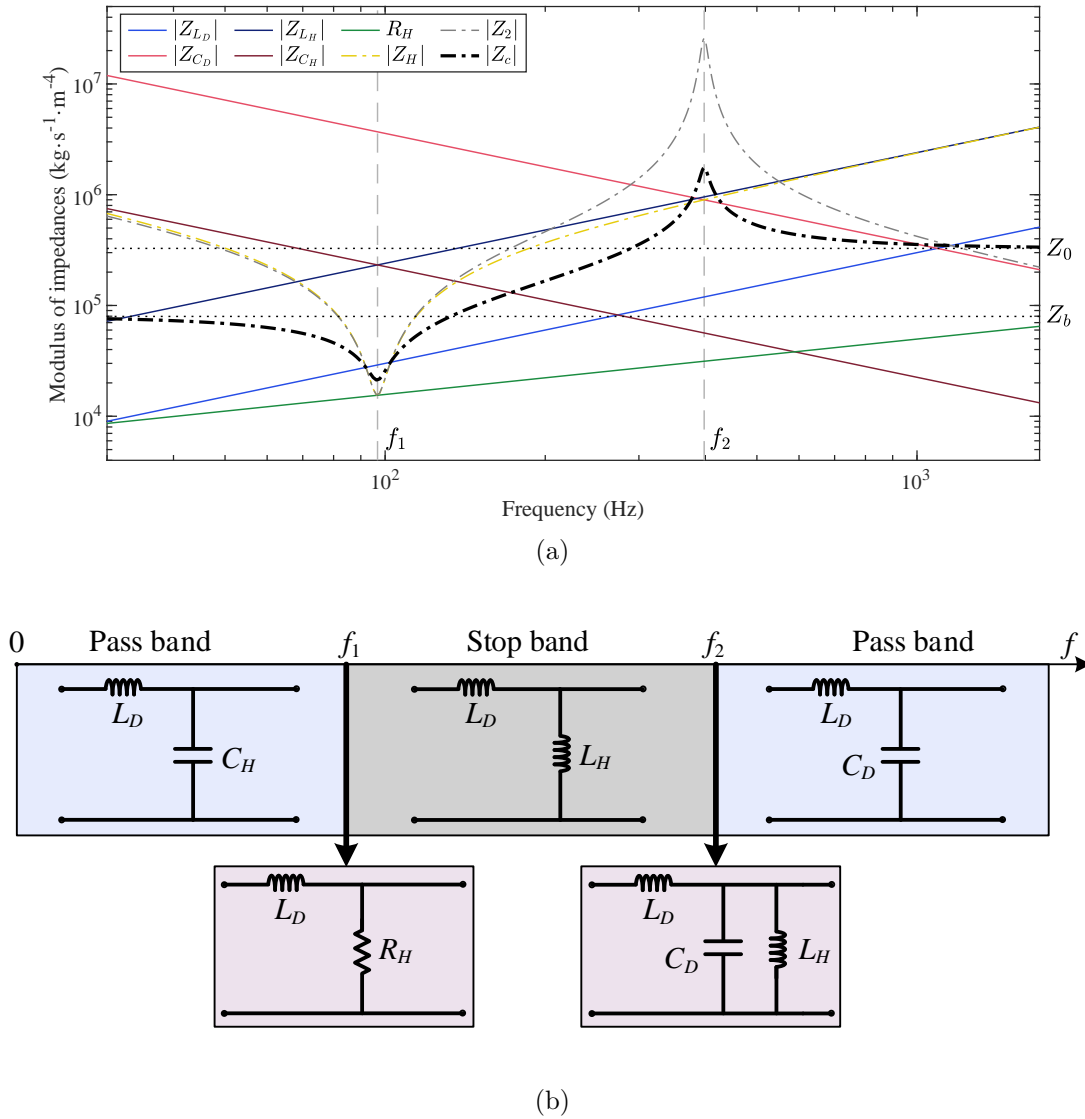 |Z_{L_D}| |Z_{L_H}| R_H |Z_2|
|Z_{C_D}| |Z_{C_H}| |Z_H| |Z_c|
Modulus of impedances (kg·s⁻¹·m⁻⁴)
10⁷
10⁶
10⁵
10⁴
Z_0
Z_b
f_1
f_2
10²
10³
Frequency (Hz)
(a)
0 Pass band f_1 Stop band f_2 Pass band f
L_D L_D L_D
C_H L_H C_D
L_D L_D
R_H C_D L_H
(b)